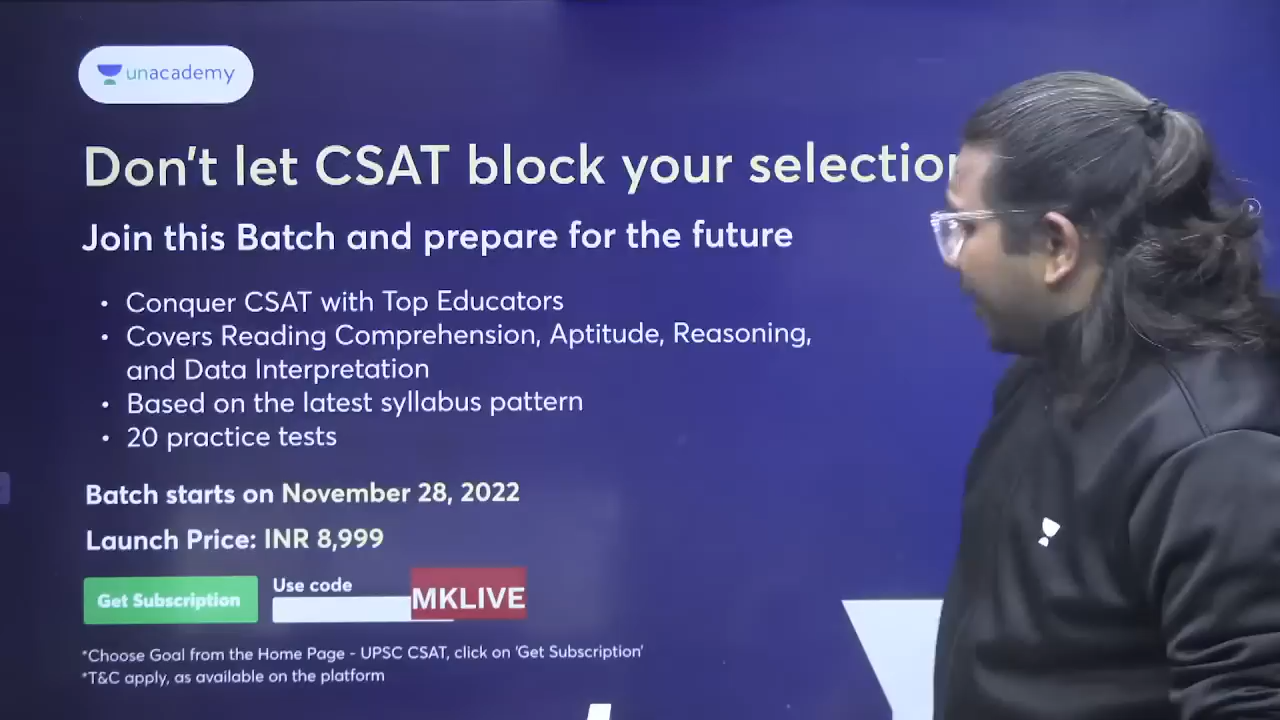 unacademy
Don't let CSAT block your selection
Join this Batch and prepare for the future
• Conquer CSAT with Top Educators
• Covers Reading Comprehension, Aptitude, Reasoning,
and Data Interpretation
• Based on the latest syllabus pattern
• 20 practice tests
Batch starts on November 28, 2022
Launch Price: INR 8,999
Get Subscription
Use code
MKLIVE
*Choose Goal from the Home Page - UPSC CSAT, click on 'Get Subscription'
*T&C apply, as available on the platform